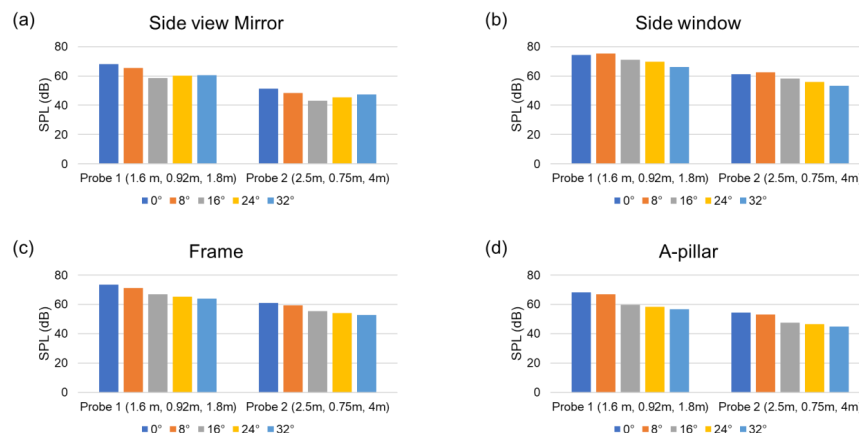 (a)
Side view Mirror
80
60
40
20
0
SPL (dB)
Probe 1 (1.6 m, 0.92m, 1.8m) Probe 2 (2.5m, 0.75m, 4m)
0° 8° 16° 24° 32°
(b)
Side window
80
60
40
20
0
SPL (dB)
Probe 1 (1.6 m, 0.92m, 1.8m) Probe 2 (2.5m, 0.75m, 4m)
0° 8° 16° 24° 32°
(c)
Frame
80
60
40
20
0
SPL (dB)
Probe 1 (1.6 m, 0.92m, 1.8m) Probe 2 (2.5m, 0.75m, 4m)
0° 8° 16° 24° 32°
(d)
A-pillar
80
60
40
20
0
SPL (dB)
Probe 1 (1.6 m, 0.92m, 1.8m) Probe 2 (2.5m, 0.75m, 4m)
0° 8° 16° 24° 32°